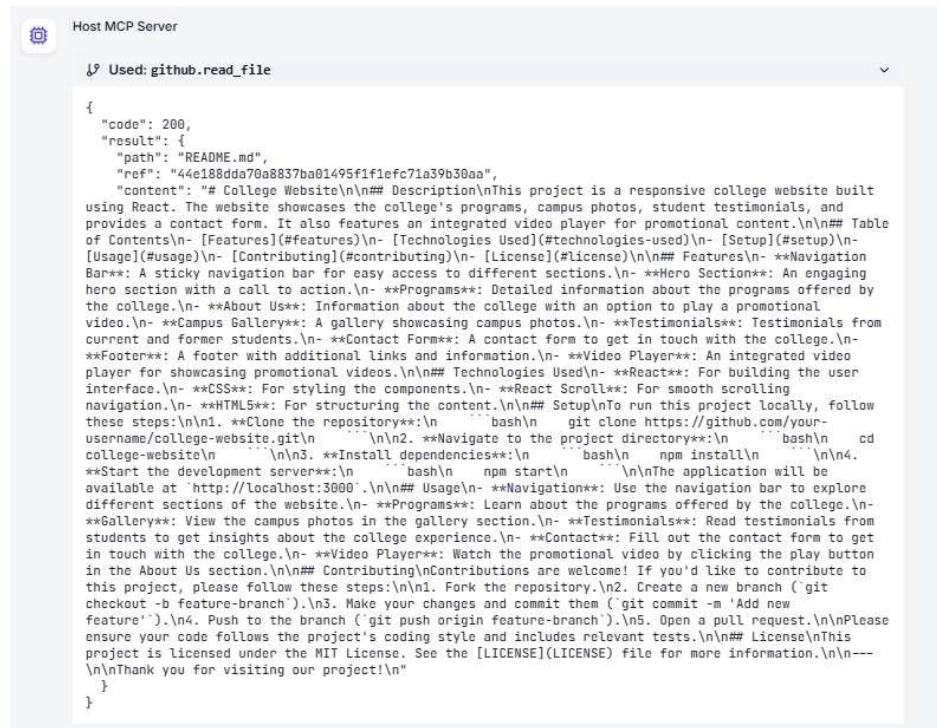 Host MCP Server
Used: github.read_file
{
"code": 200,
"result": {
"path": "README.md",
"ref": "44e188dda70a8837ba01495f1f1efc71a39b30aa",
"content": "# College Website\n\n## Description\nThis project is a responsive college website built
using React. The website showcases the college's programs, campus photos, student testimonials, and
provides a contact form. It also features an integrated video player for promotional content.\n\n## Table
of Contents\n- [Features](#features)\n- [Technologies Used](#technologies-used)\n- [Setup](#setup)\n-
[Usage](#usage)\n- [Contributing](#contributing)\n- [License](#license)\n\n## Features\n- **Navigation
Bar**: A sticky navigation bar for easy access to different sections.\n- **Hero Section**: An engaging
hero section with a call to action.\n- **Programs**: Detailed information about the programs offered by
the college.\n- **About Us**: Information about the college with an option to play a promotional
video.\n- **Campus Gallery**: A gallery showcasing campus photos.\n- **Testimonials**: Testimonials from
current and former students.\n- **Contact Form**: A contact form to get in touch with the college.\n-
**Footer**: A footer with additional links and information.\n- **Video Player**: An integrated video
player for showcasing promotional videos.\n\n## Technologies Used\n- **React**: For building the user
interface.\n- **CSS**: For styling the components.\n- **React Scroll**: For smooth scrolling
navigation.\n- **HTML5**: For structuring the content.\n\n## Setup\nTo run this project locally, follow
these steps:\n\n1. **Clone the repository**:\n    ```bash\n    git clone https://github.com/your-
username/college-website.git\n    ```\n\n2. **Navigate to the project directory**:\n    ```bash\n    cd
college-website\n    ```\n\n3. **Install dependencies**:\n    ```bash\n    npm install\n    ```\n\n4.
**Start the development server**:\n    ```bash\n    npm start\n    ```\n\nThe application will be
available at `http://localhost:3000`.\n\n## Usage\n- **Navigation**: Use the navigation bar to explore
different sections of the website.\n- **Programs**: Learn about the programs offered by the college.\n-
**Gallery**: View the campus photos in the gallery section.\n- **Testimonials**: Read testimonials from
students to get insights about the college experience.\n- **Contact**: Fill out the contact form to get
in touch with the college.\n- **Video Player**: Watch the promotional video by clicking the play button
in the About Us section.\n\n## Contributing\nContributions are welcome! If you'd like to contribute to
this project, please follow these steps:\n\n1. Fork the repository.\n2. Create a new branch (`git
checkout -b feature-branch`).\n3. Make your changes and commit them (`git commit -m 'Add new
feature'`).\n4. Push to the branch (`git push origin feature-branch`).\n5. Open a pull request.\n\nPlease
ensure your code follows the project's coding style and includes relevant tests.\n\n## License\nThis
project is licensed under the MIT License. See the [LICENSE](LICENSE) file for more information.\n\n---
\n\nThank you for visiting our project!\n"
}
}